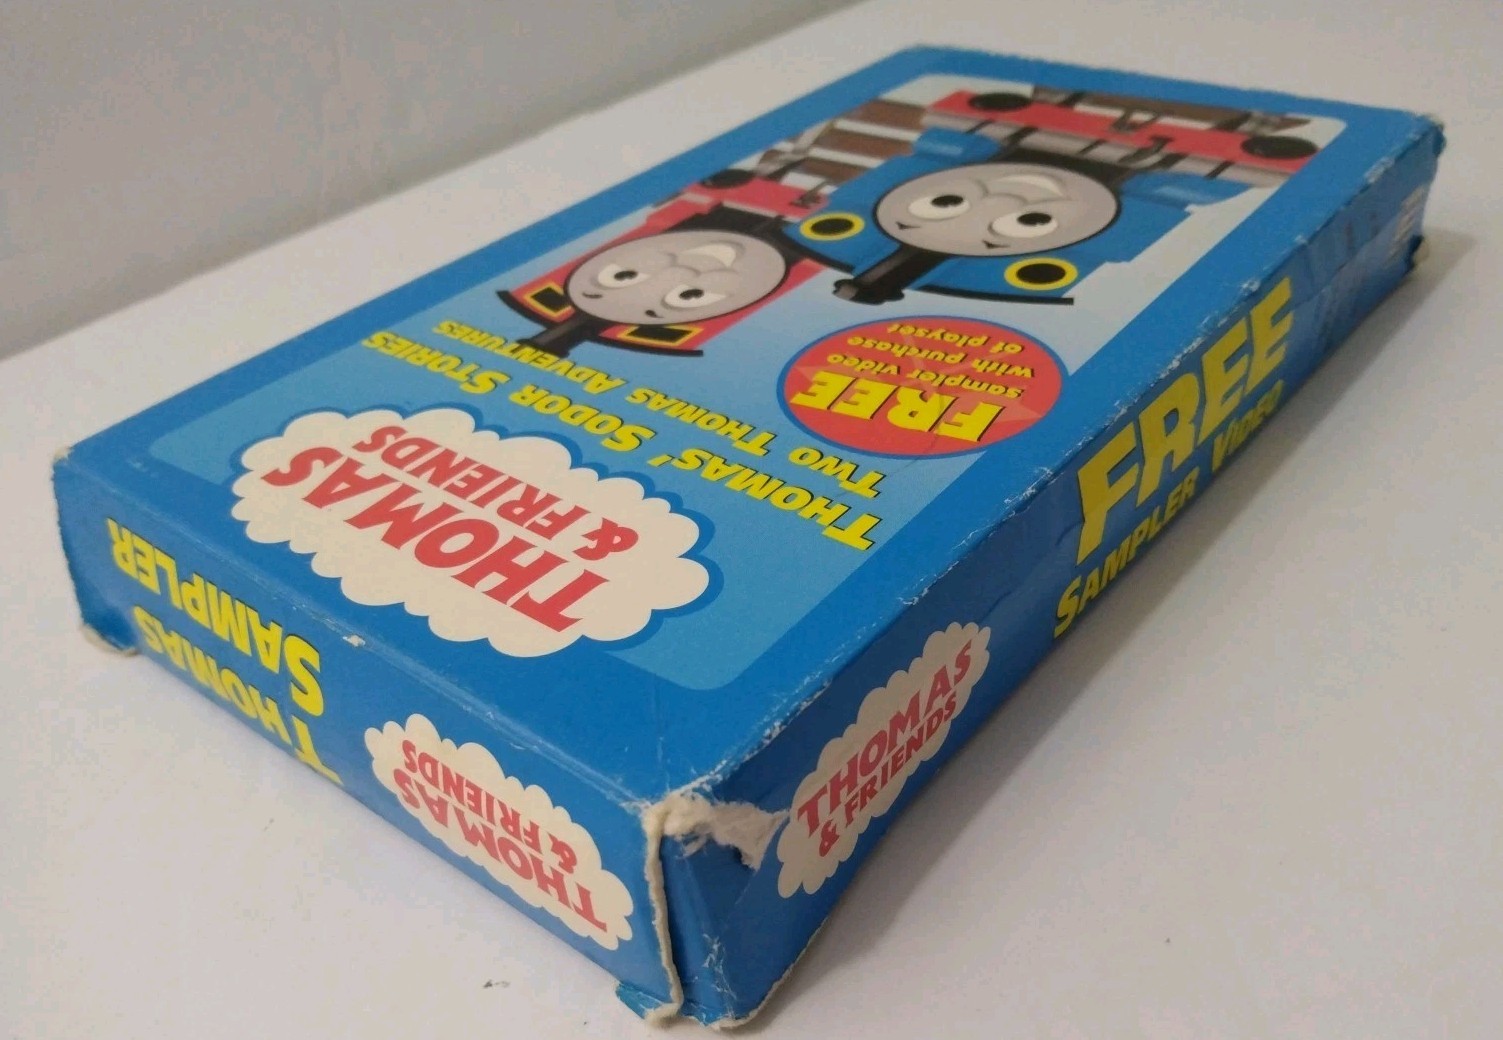 THOMAS
& FRIENDS
THOMAS' SODOR STORIES
TWO THOMAS ADVENTURES
FREE
sampler video
with purchase
of playset
THOMAS
& FRIENDS
THOMAS
SAMPLER
THOMAS
& FRIENDS
FREE
SAMPLER VIDEO